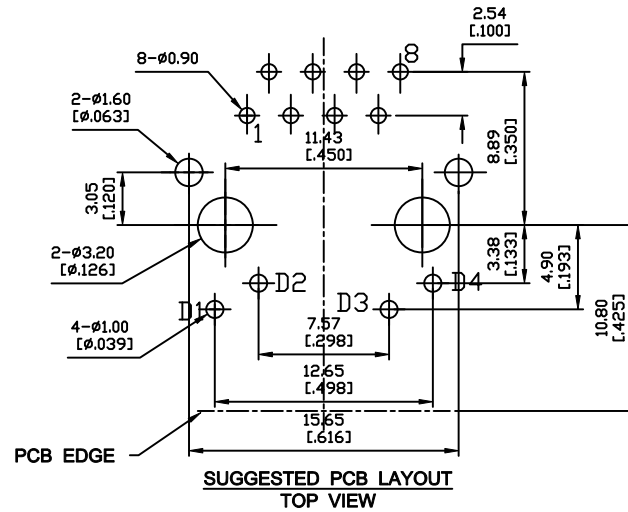 2.54
[.100]
8-ø0.90
8
2-ø1.60
[ø.063]
1
11.43
[.450]
8.89
[.350]
3.05
[.120]
2-ø3.20
[ø.126]
3.38
[.133]
4.90
[.193]
10.80
[.425]
D2
D4
D1
D3
4-ø1.00
[ø.039]
7.57
[.298]
12.65
[.498]
15.65
[.616]
PCB EDGE
SUGGESTED PCB LAYOUT
TOP VIEW